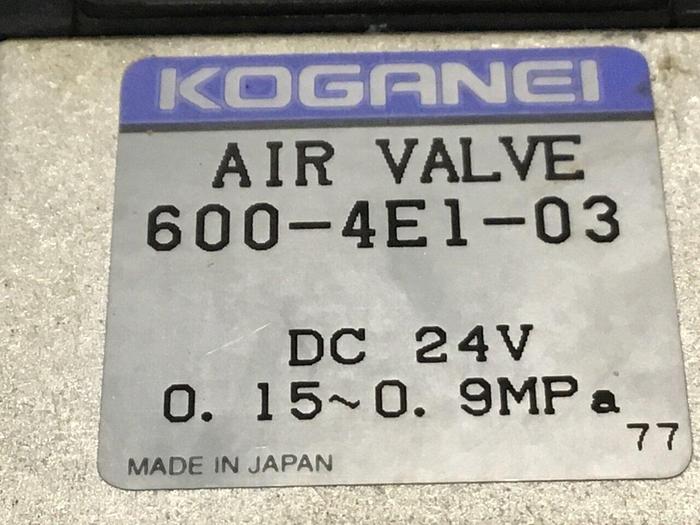 KOGANEI
AIR VALVE
600-4E1-03
DC 24V
0.15~0.9MPa
77
MADE IN JAPAN